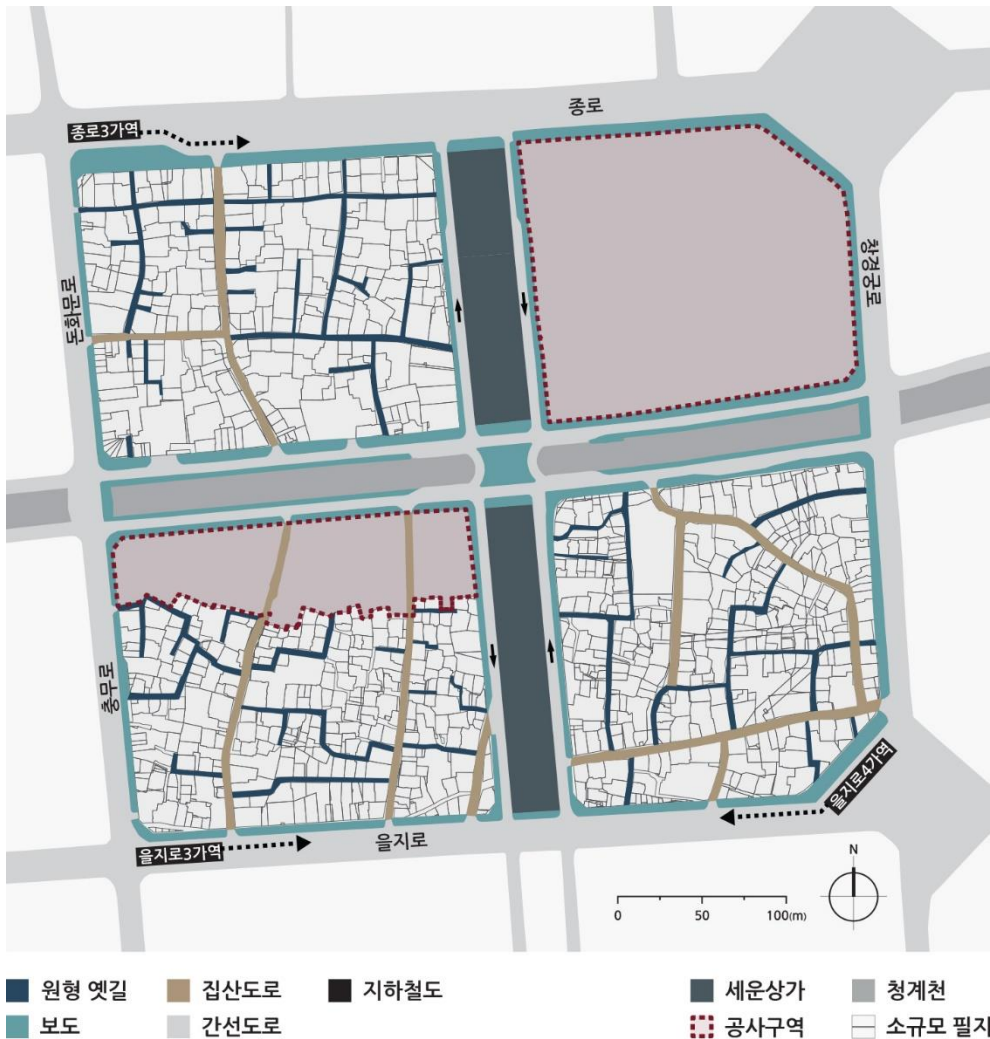 종로
종로3가역
창경궁로
돈화문로
충무로
을지로4가역
을지로3가역
을지로
N
0 50 100(m)
원형 옛길 집산도로 지하철도 세운상가 청계천
보도 간선도로 공사구역 소규모 필지